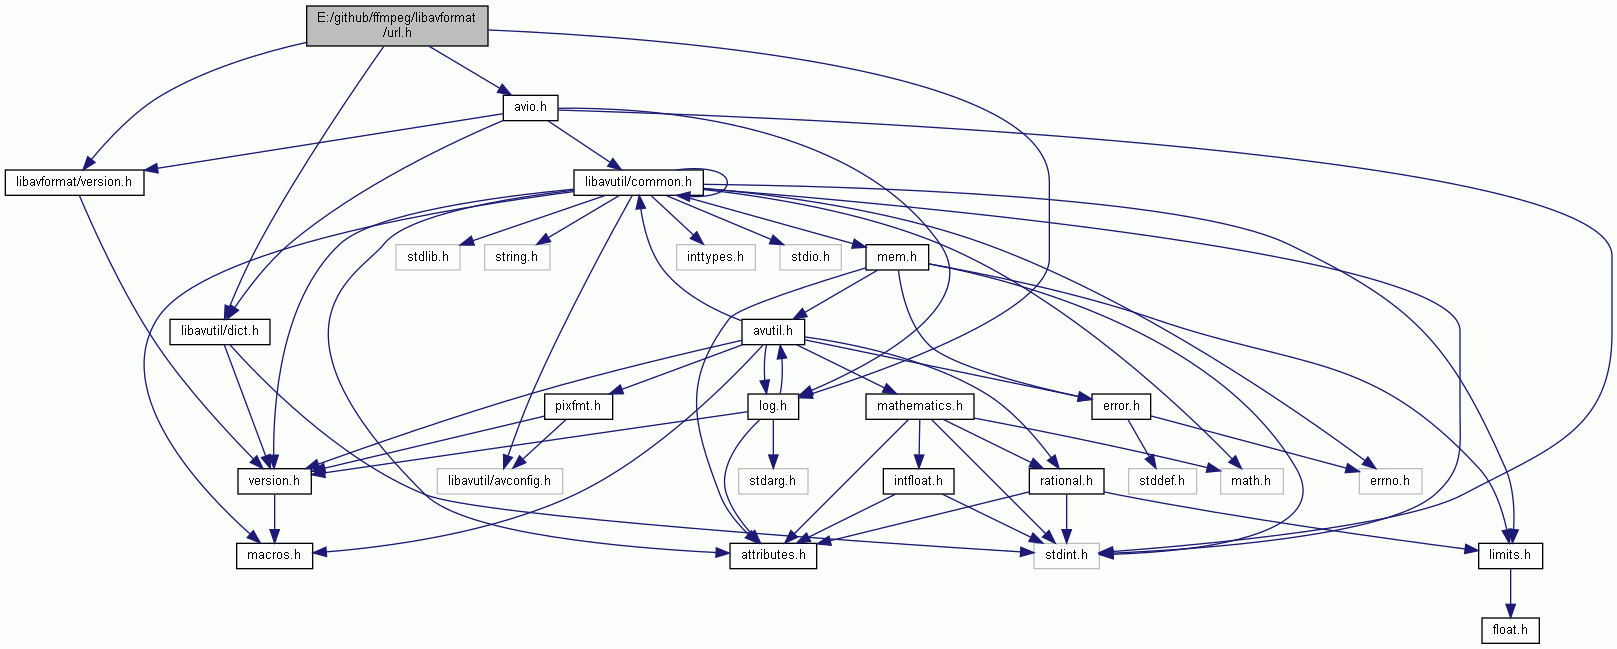 E:/github/ffmpeg/libavformat
/url.h
avio.h
libavformat/version.h
libavutil/common.h
stdlib.h
string.h
inttypes.h
stdio.h
mem.h
libavutil/dict.h
avutil.h
pixfmt.h
log.h
mathematics.h
error.h
version.h
libavutil/avconfig.h
stdarg.h
intfloat.h
rational.h
stddef.h
math.h
errno.h
macros.h
attributes.h
stdint.h
limits.h
float.h